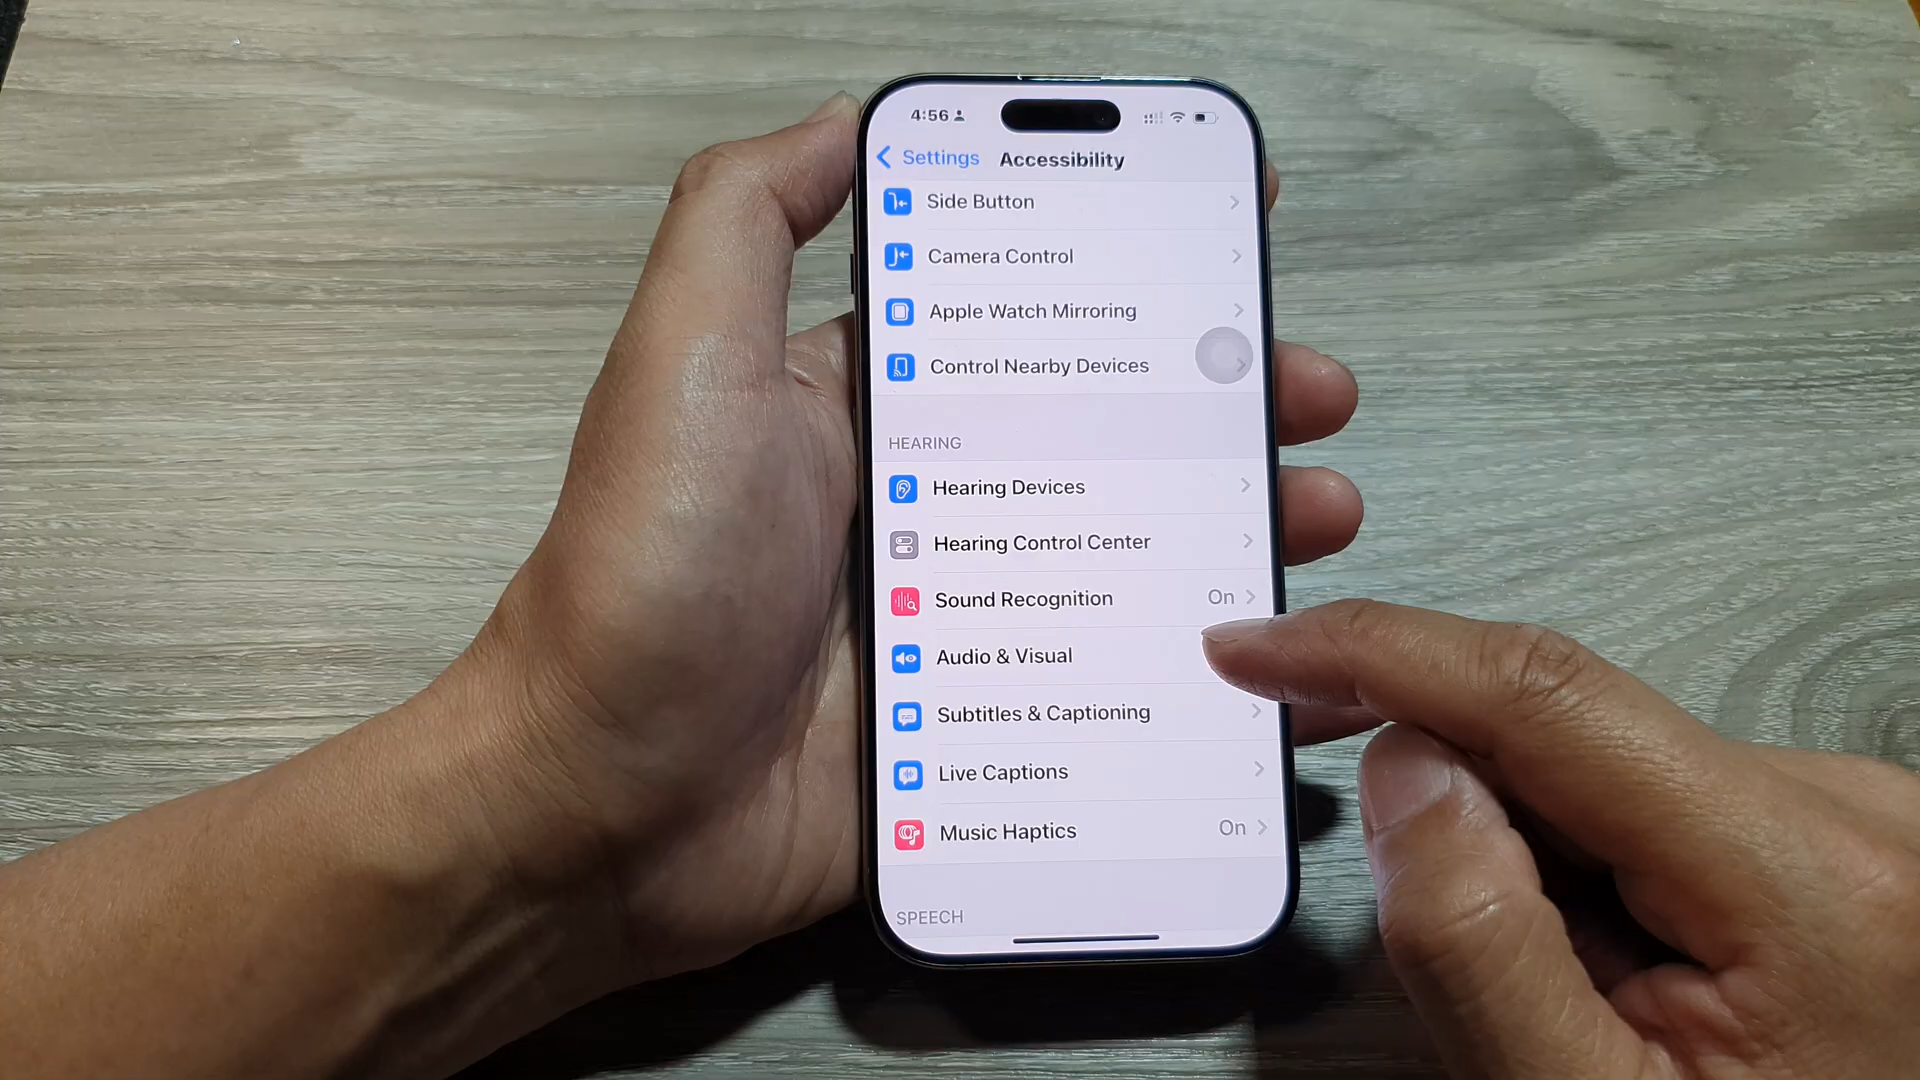 4:56
Settings Accessibility
Side Button
Camera Control
Apple Watch Mirroring
Control Nearby Devices
HEARING
Hearing Devices
Hearing Control Center
Sound Recognition On
Audio & Visual
Subtitles & Captioning
Live Captions
Music Haptics On
SPEECH